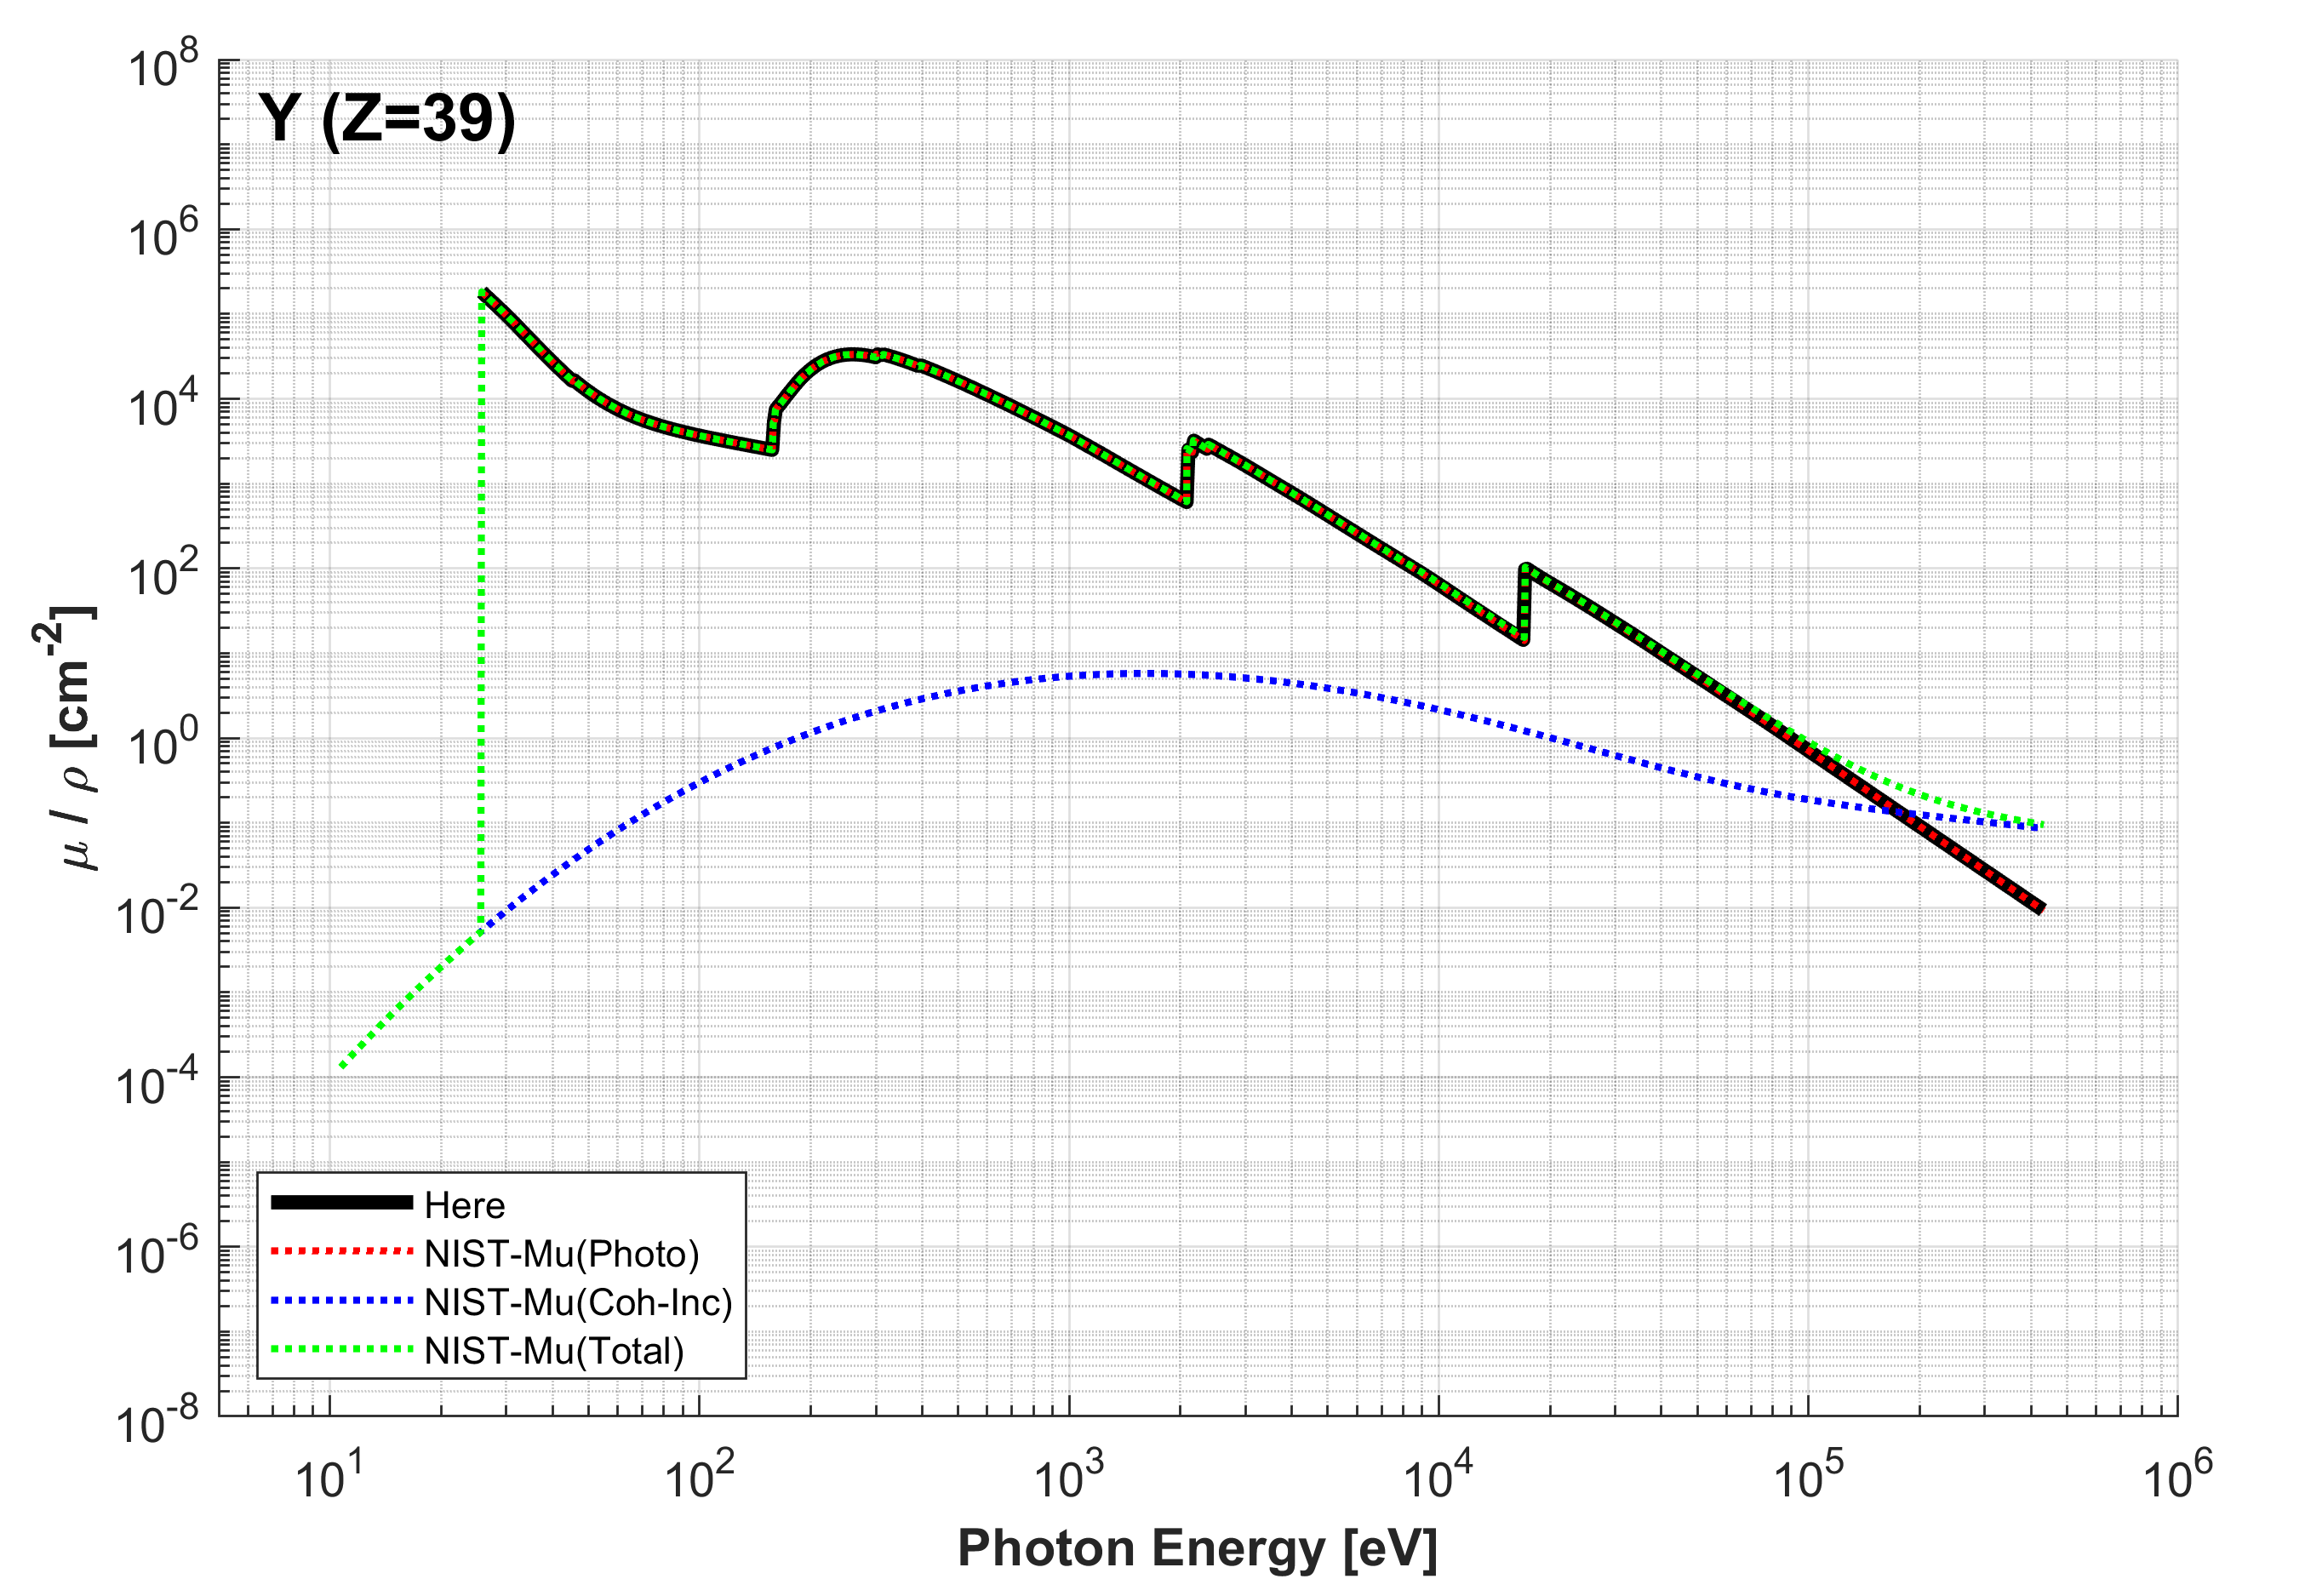 Y (Z=39)
10^8
10^6
10^4
10^2
10^0
10^-2
10^-4
10^-6
10^-8
μ / ρ [cm^-2]
Here
NIST-Mu(Photo)
NIST-Mu(Coh-Inc)
NIST-Mu(Total)
10^1 10^2 10^3 10^4 10^5 10^6
Photon Energy [eV]